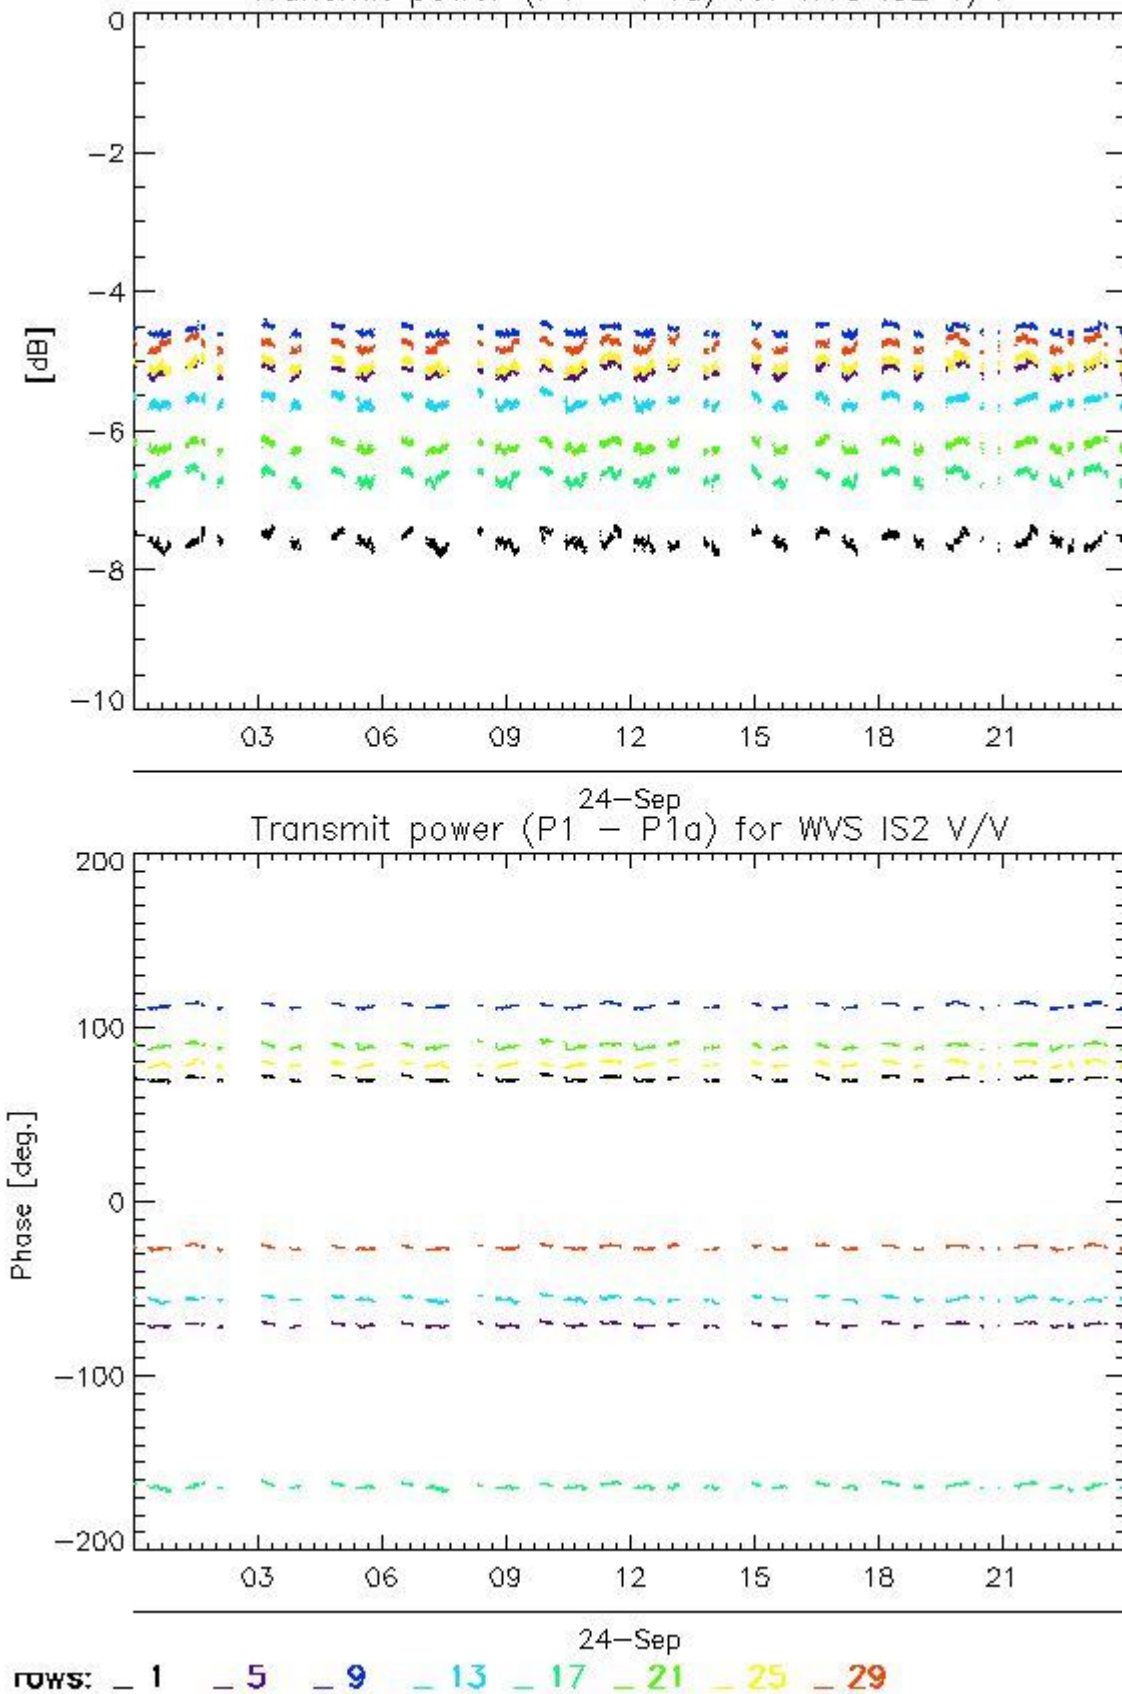 0
-2
-4
[dB]
-6
-8
-10
03 06 09 12 15 18 21
24-Sep
Transmit power (P1 - P1a) for WVS IS2 V/V
200
100
0
Phase [deg.]
-100
-200
03 06 09 12 15 18 21
24-Sep
rows: _ 1 _ 5 _ 9 _ 13 _ 17 _ 21 _ 25 _ 29